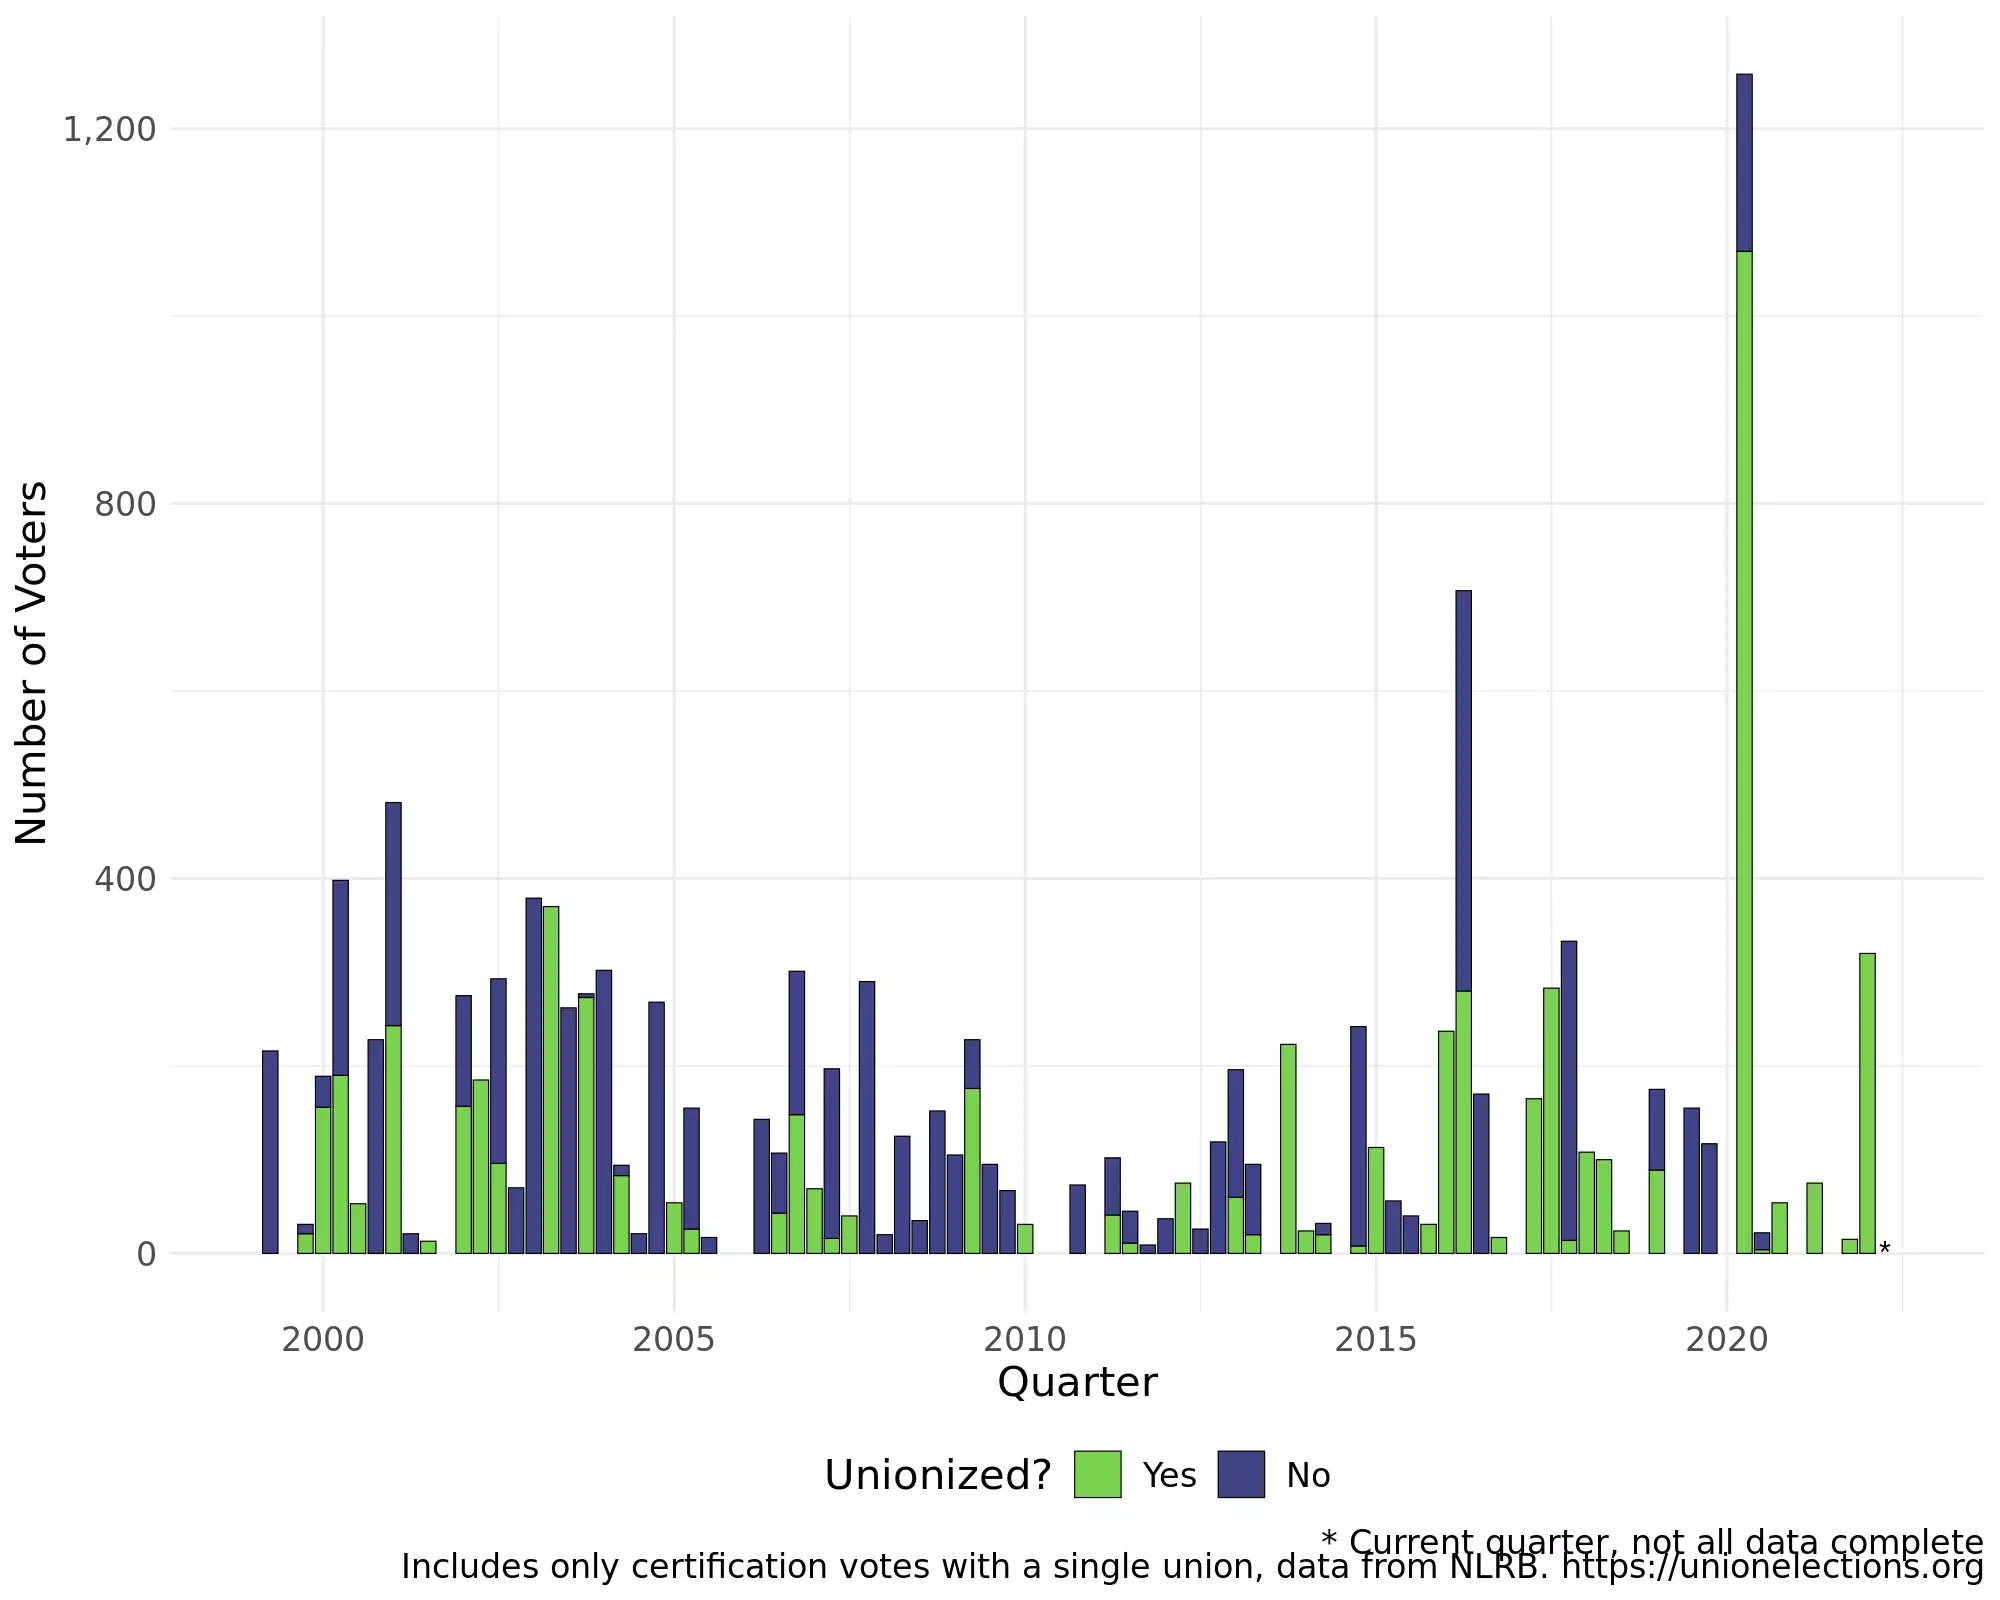 1,200
800
400
0
Number of Voters
*
2000 2005 2010 2015 2020
Quarter
Unionized? Yes No
* Current quarter, not all data complete
Includes only certification votes with a single union, data from NLRB. https://unionelections.org